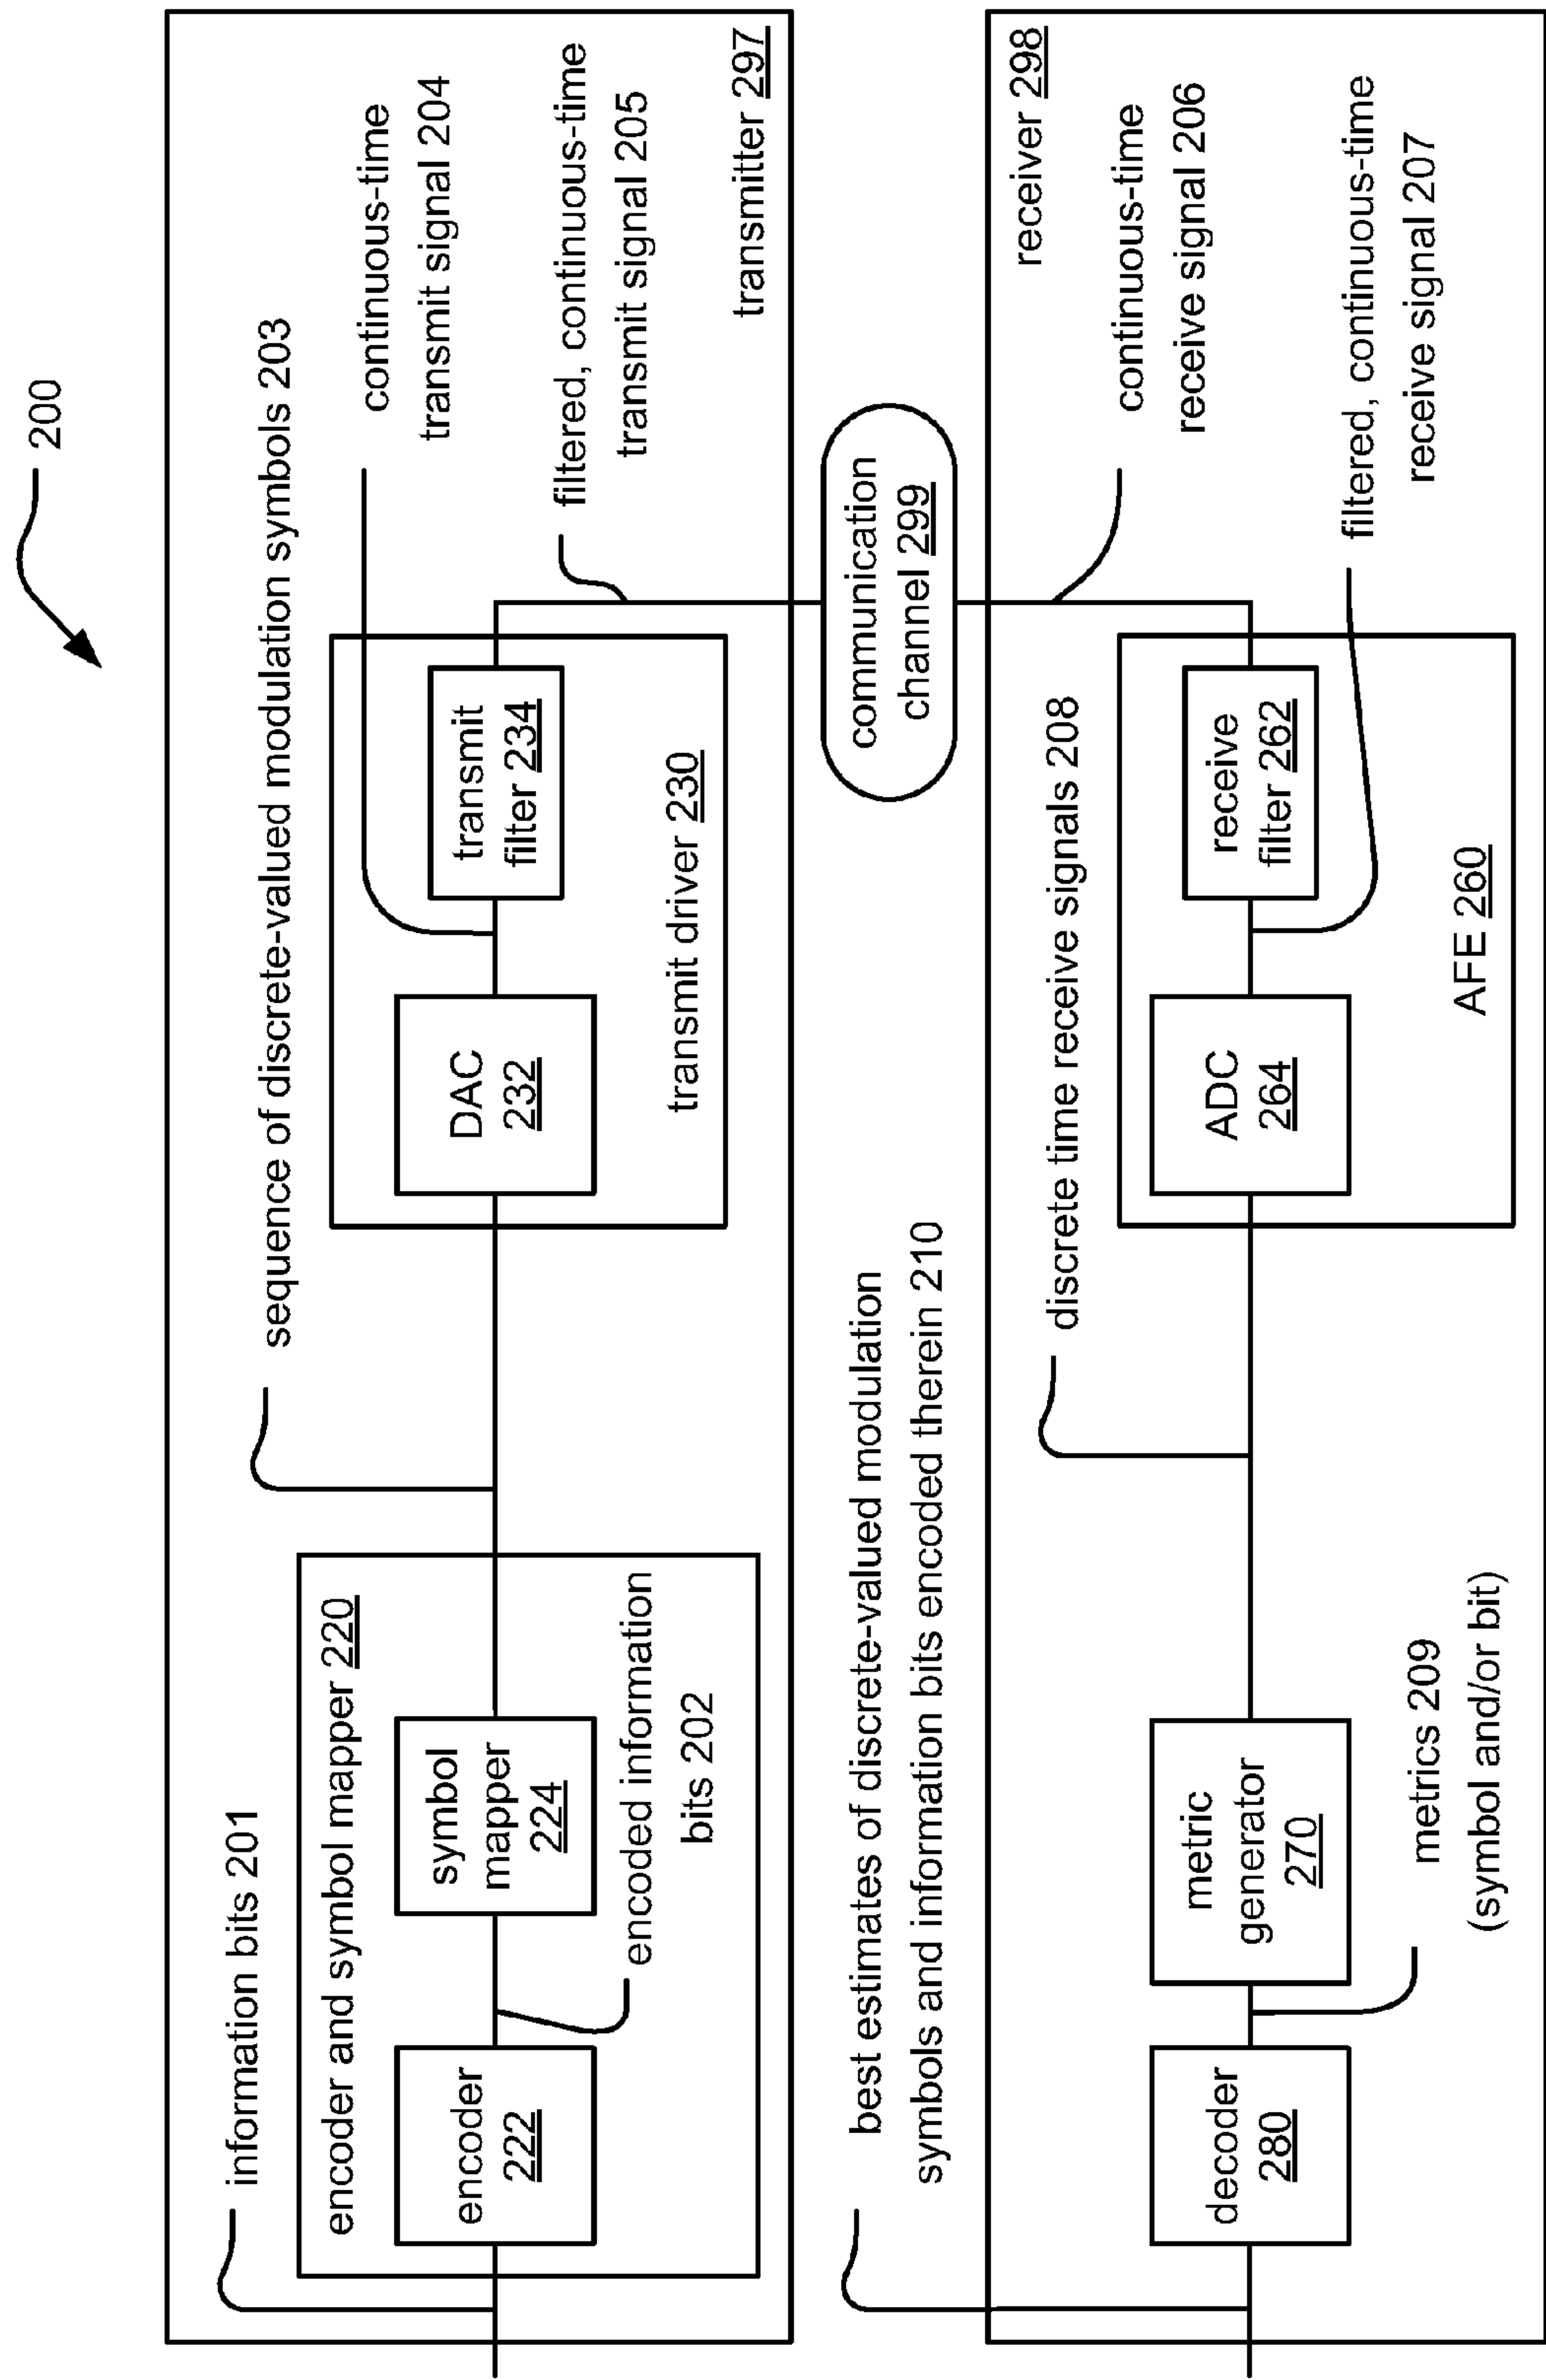 200
information bits 201
sequence of discrete-valued modulation symbols 203
encoder and symbol mapper 220
encoder
222
symbol
mapper
224
encoded information
bits 202
DAC
232
transmit
filter 234
transmit driver 230
continuous-time
transmit signal 204
filtered, continuous-time
transmit signal 205
transmitter 297
communication
channel 299
best estimates of discrete-valued modulation
symbols and information bits encoded therein 210
receiver 298
discrete time receive signals 208
continuous-time
receive signal 206
filtered, continuous-time
receive signal 207
decoder
280
metric
generator
270
metrics 209
(symbol and/or bit)
ADC
264
receive
filter 262
AFE 260